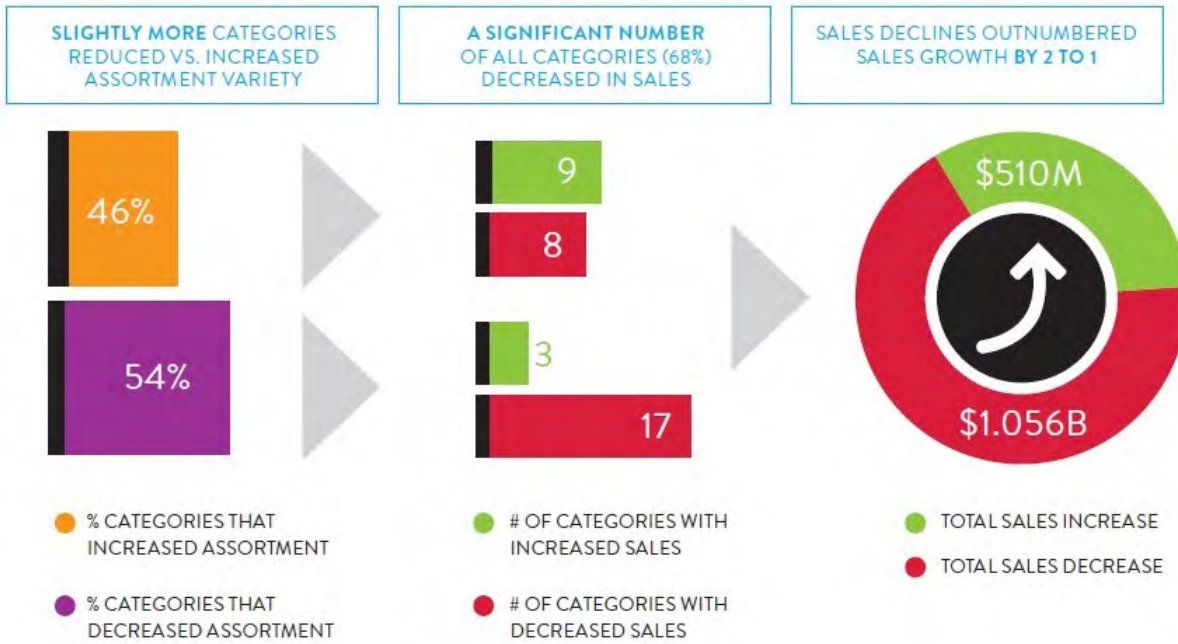 SLIGHTLY MORE CATEGORIES
REDUCED VS. INCREASED
ASSORTMENT VARIETY
A SIGNIFICANT NUMBER
OF ALL CATEGORIES (68%)
DECREASED IN SALES
SALES DECLINES OUTNUMBERED
SALES GROWTH BY 2 TO 1
46%
54%
9
8
3
17
$510M
$1.056B
% CATEGORIES THAT
INCREASED ASSORTMENT
% CATEGORIES THAT
DECREASED ASSORTMENT
# OF CATEGORIES WITH
INCREASED SALES
# OF CATEGORIES WITH
DECREASED SALES
TOTAL SALES INCREASE
TOTAL SALES DECREASE